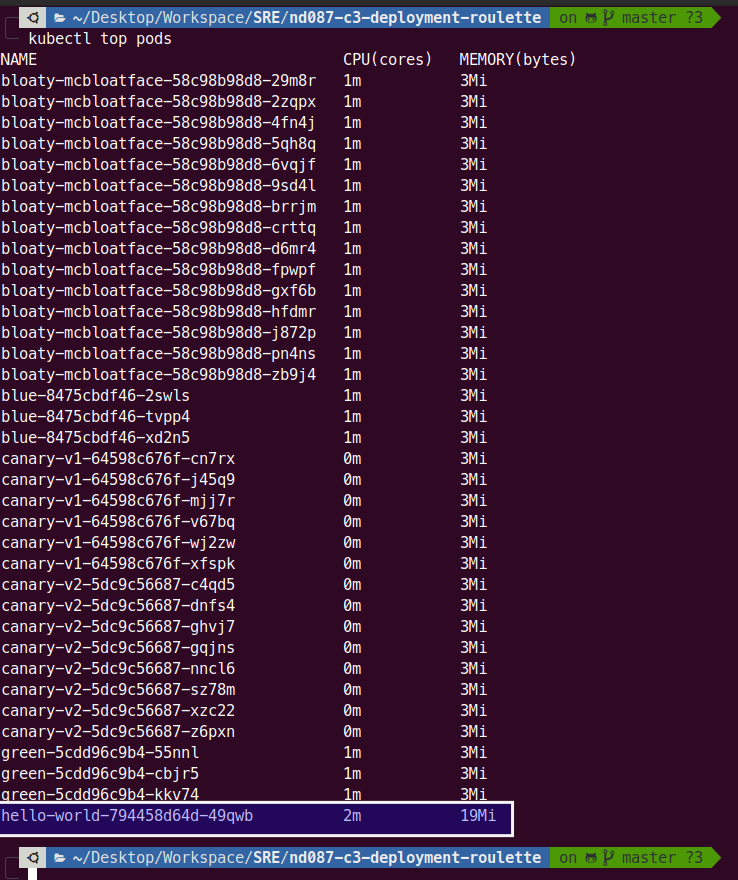 ~/Desktop/Workspace/SRE/nd087-c3-deployment-roulette on master ?3
kubectl top pods
NAME CPU(cores) MEMORY(bytes)
bloaty-mcbloatface-58c98b98d8-29m8r 1m 3Mi
bloaty-mcbloatface-58c98b98d8-2zqpx 1m 3Mi
bloaty-mcbloatface-58c98b98d8-4fn4j 1m 3Mi
bloaty-mcbloatface-58c98b98d8-5qh8q 1m 3Mi
bloaty-mcbloatface-58c98b98d8-6vqjf 1m 3Mi
bloaty-mcbloatface-58c98b98d8-9sd4l 1m 3Mi
bloaty-mcbloatface-58c98b98d8-brrjm 1m 3Mi
bloaty-mcbloatface-58c98b98d8-crttq 1m 3Mi
bloaty-mcbloatface-58c98b98d8-d6mr4 1m 3Mi
bloaty-mcbloatface-58c98b98d8-fpwpf 1m 3Mi
bloaty-mcbloatface-58c98b98d8-gxf6b 1m 3Mi
bloaty-mcbloatface-58c98b98d8-hfdmr 1m 3Mi
bloaty-mcbloatface-58c98b98d8-j872p 1m 3Mi
bloaty-mcbloatface-58c98b98d8-pn4ns 1m 3Mi
bloaty-mcbloatface-58c98b98d8-zb9j4 1m 3Mi
blue-8475cbdf46-2swls 1m 3Mi
blue-8475cbdf46-tvpp4 1m 3Mi
blue-8475cbdf46-xd2n5 1m 3Mi
canary-v1-64598c676f-cn7rx 0m 3Mi
canary-v1-64598c676f-j45q9 0m 3Mi
canary-v1-64598c676f-mjj7r 0m 3Mi
canary-v1-64598c676f-v67bq 0m 3Mi
canary-v1-64598c676f-wj2zw 0m 3Mi
canary-v1-64598c676f-xfspk 0m 3Mi
canary-v2-5dc9c56687-c4qd5 0m 3Mi
canary-v2-5dc9c56687-dnfs4 0m 3Mi
canary-v2-5dc9c56687-ghvj7 0m 3Mi
canary-v2-5dc9c56687-gqjns 0m 3Mi
canary-v2-5dc9c56687-nncl6 0m 3Mi
canary-v2-5dc9c56687-sz78m 0m 3Mi
canary-v2-5dc9c56687-xzc22 0m 3Mi
canary-v2-5dc9c56687-z6pxn 0m 3Mi
green-5cdd96c9b4-55nnl 1m 3Mi
green-5cdd96c9b4-cbjr5 1m 3Mi
green-5cdd96c9b4-kkv74 1m 3Mi
hello-world-794458d64d-49qwb 2m 19Mi
~/Desktop/Workspace/SRE/nd087-c3-deployment-roulette on master ?3